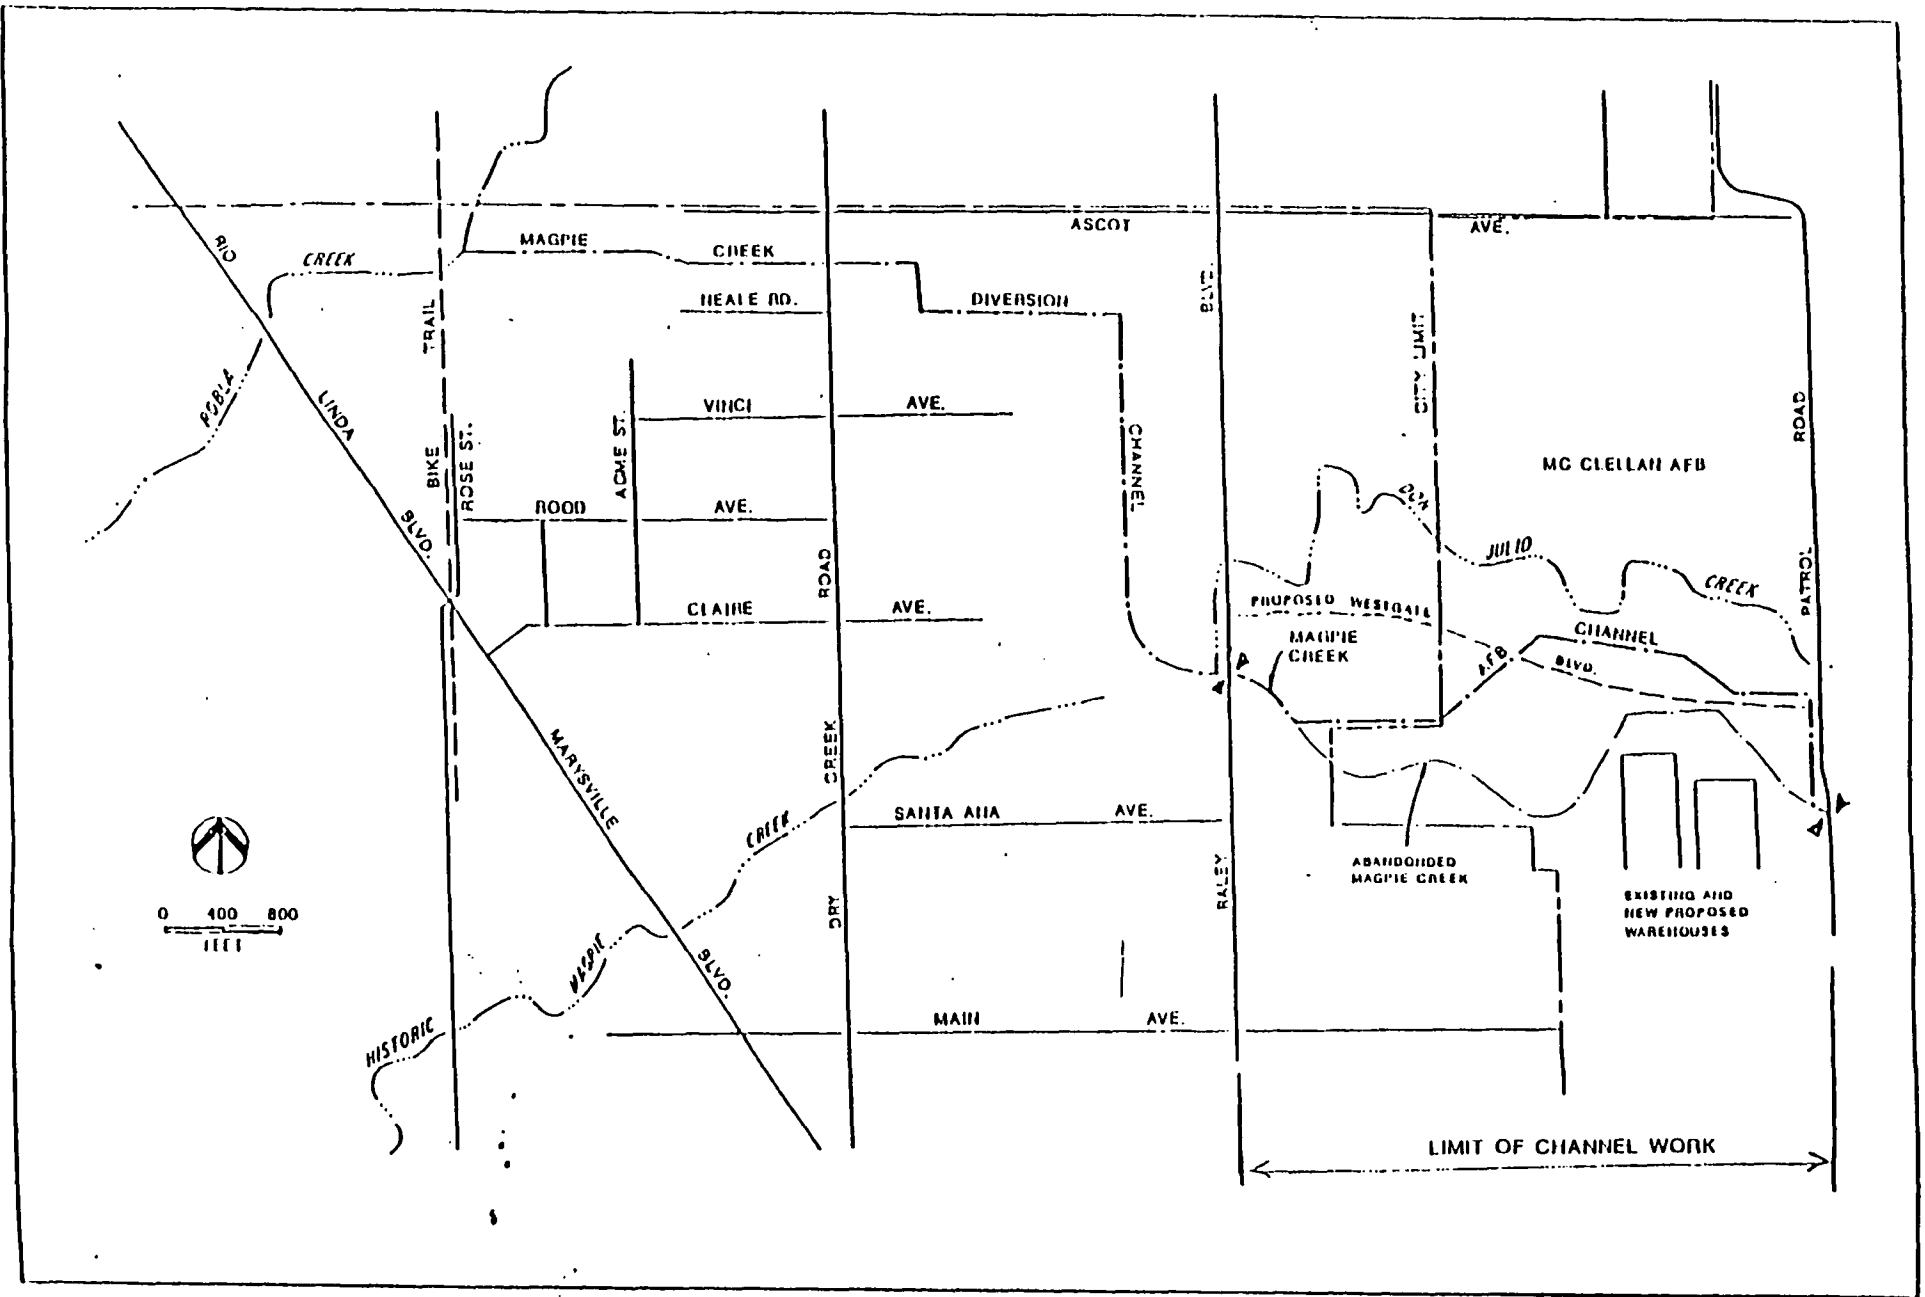 ASCOT
AVE.
RIO
LINDA
BLVD.
MARYSVILLE
BLVD.
CREEK
ROBLA
MAGPIE
CREEK
DIVERSION
CHANNEL
NEALE RD.
BIKE
TRAIL
ROSE ST.
ACME ST.
VINCI
AVE.
ROOD
AVE.
CLAIRE
AVE.
DRY
CREEK
ROAD
RALEY
BLVD.
CITY LIMIT
MC CLELLAN AFB
PATROL
ROAD
DON
JULIO
CREEK
PROPOSED WESTGATE
BLVD.
MAGPIE
CREEK
AFB
CHANNEL
HISTORIC
MAGPIE
CREEK
SANTA ANA
AVE.
ABANDONDED
MAGPIE CREEK
EXISTING AND
NEW PROPOSED
WAREHOUSES
MAIN
AVE.
0 400 800
FEET
LIMIT OF CHANNEL WORK